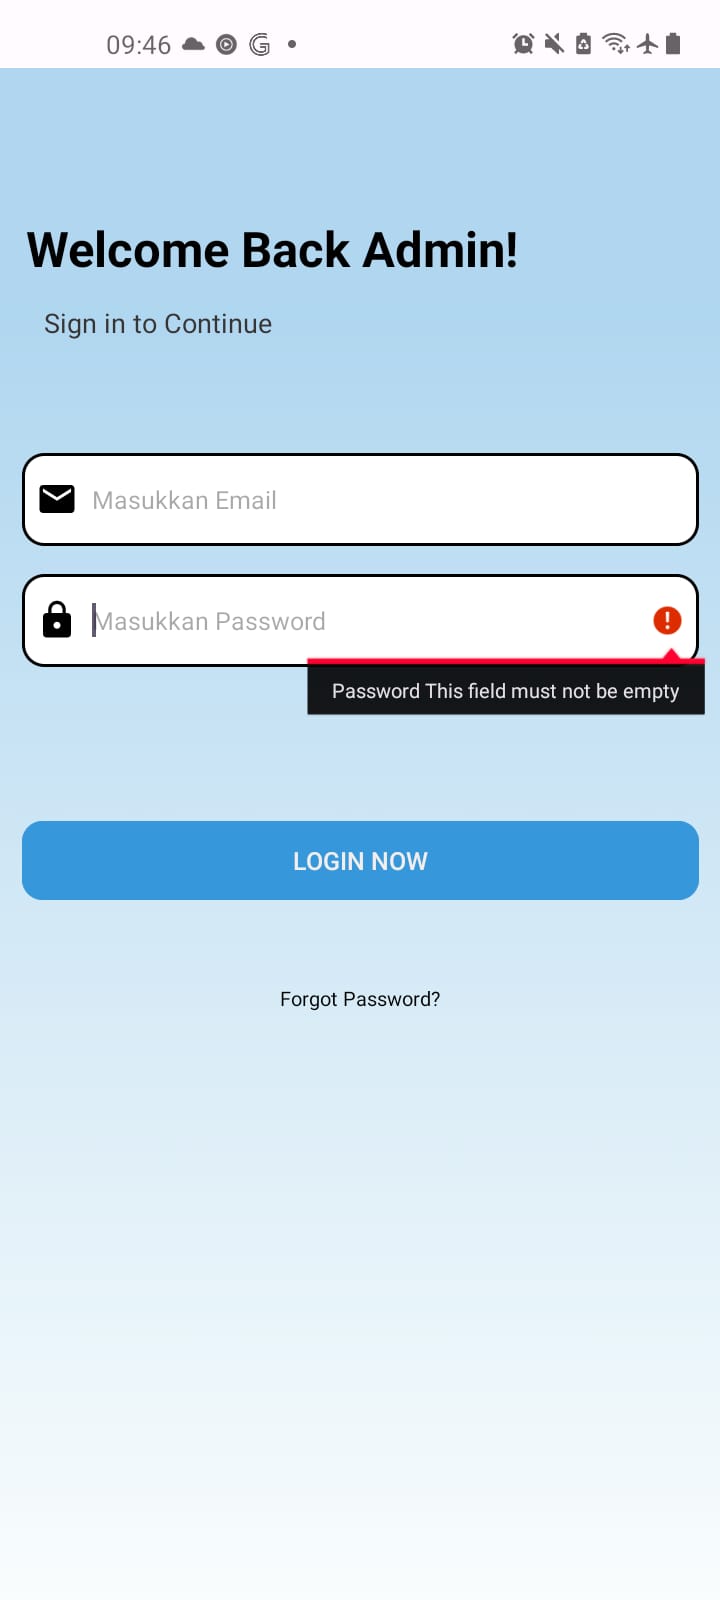 09:46
Welcome Back Admin!
Sign in to Continue
Masukkan Email
Masukkan Password
Password This field must not be empty
LOGIN NOW
Forgot Password?